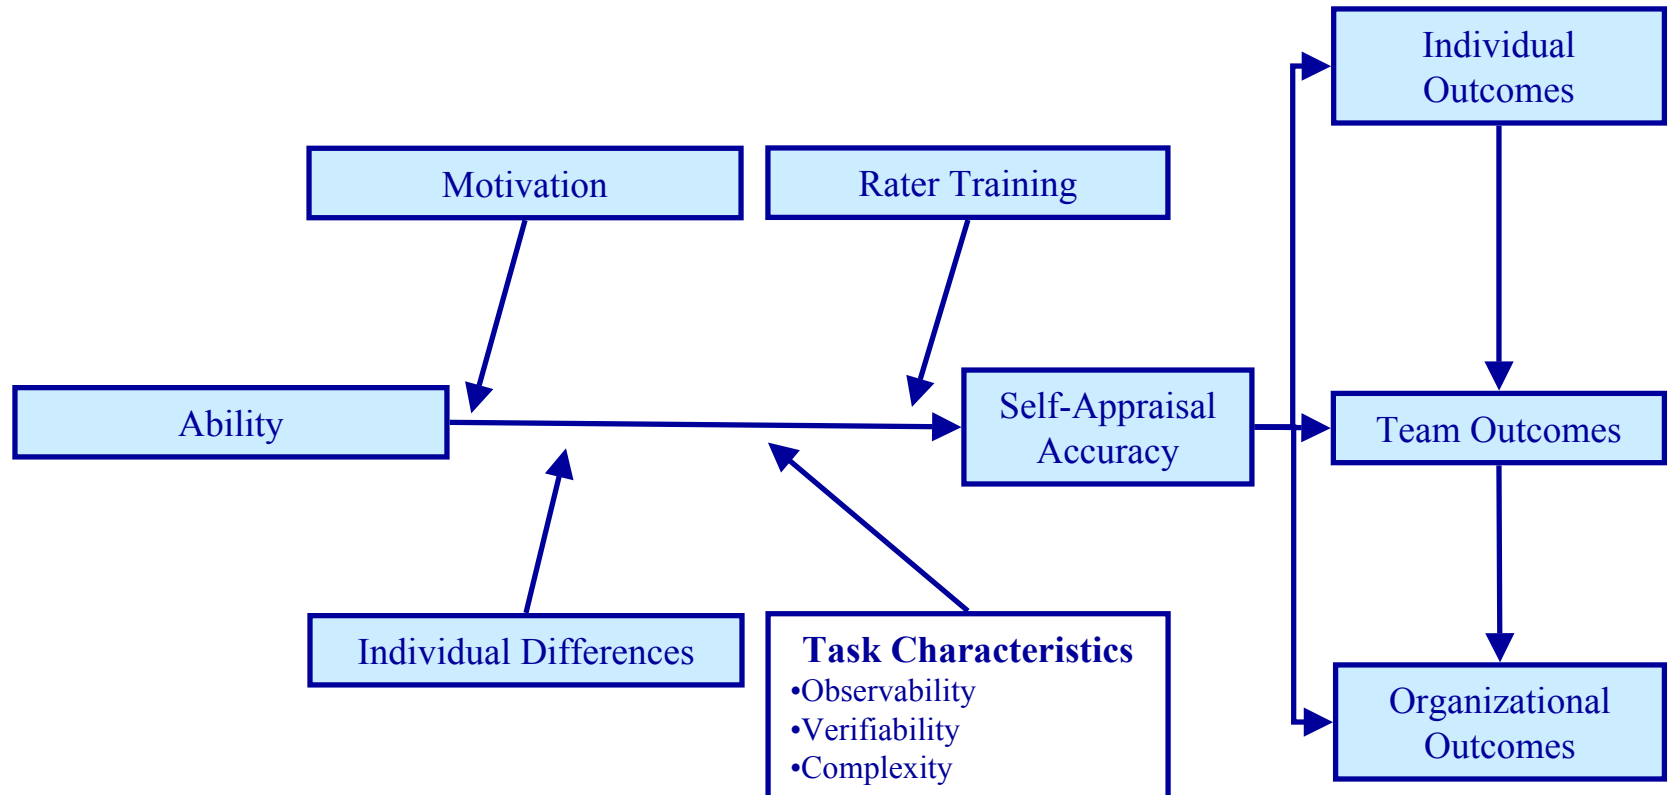 Individual
Outcomes
Motivation
Rater Training
Ability
Self-Appraisal
Accuracy
Team Outcomes
Individual Differences
Task Characteristics
•Observability
•Verifiability
•Complexity
Organizational
Outcomes